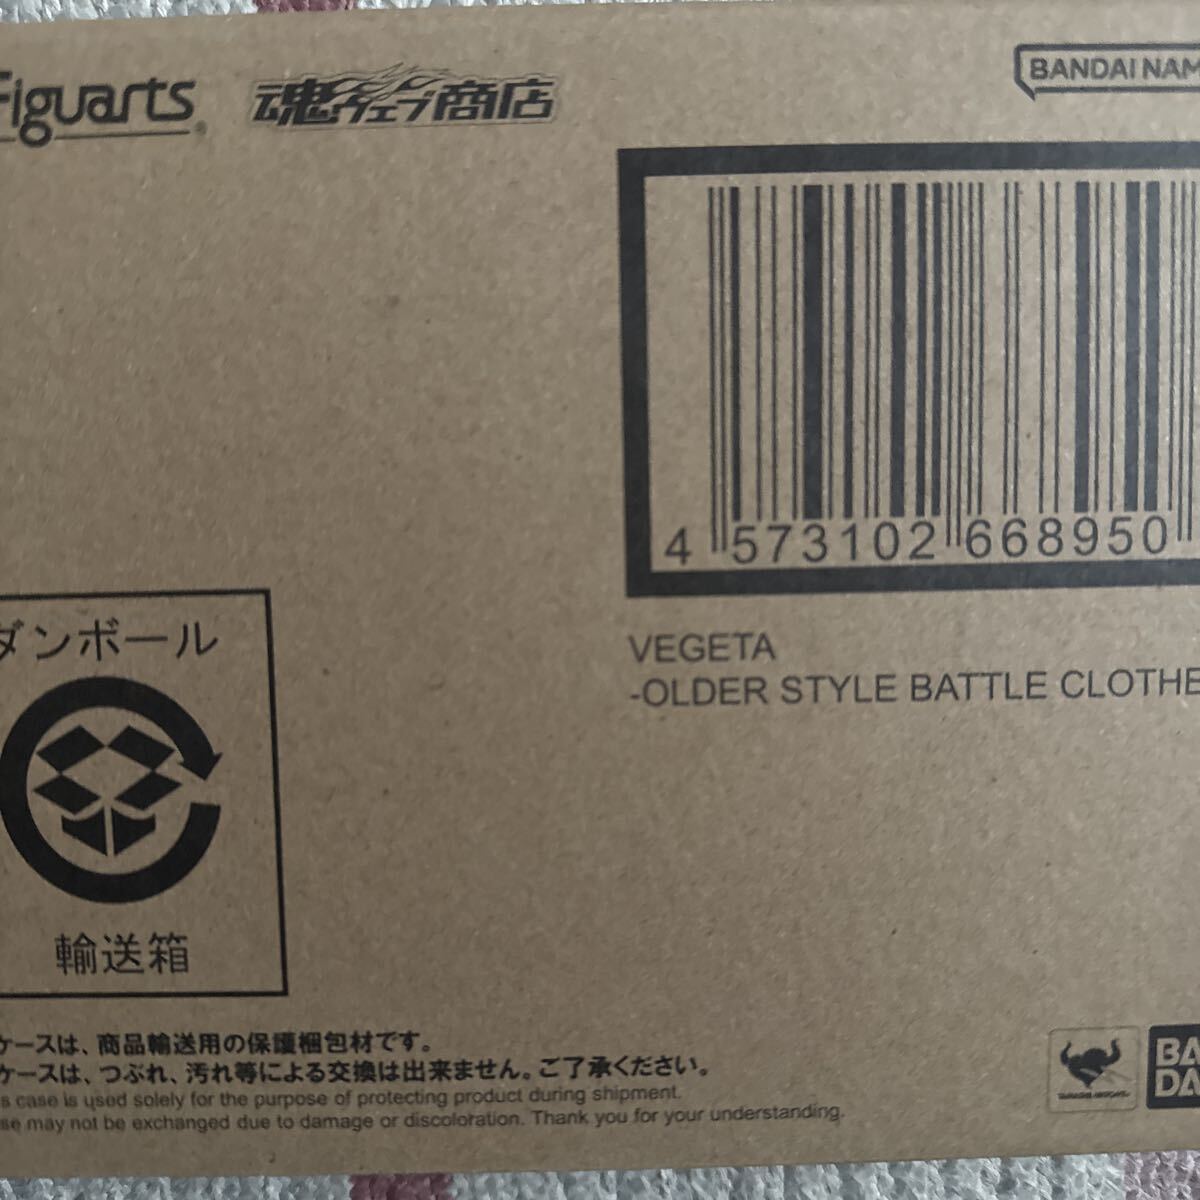 Figuarts
魂ウェブ商店
BANDAI NAM
4 573102 668950
VEGETA
-OLDER STYLE BATTLE CLOTHE
ダンボール
輸送箱
ケースは、商品輸送用の保護梱包材です。
ケースは、つぶれ、汚れ等による交換は出来ません。ご了承ください。
s case is used solely for the purpose of protecting product during shipment.
se may not be exchanged due to damage or discoloration. Thank you for your understanding.
BA
DA